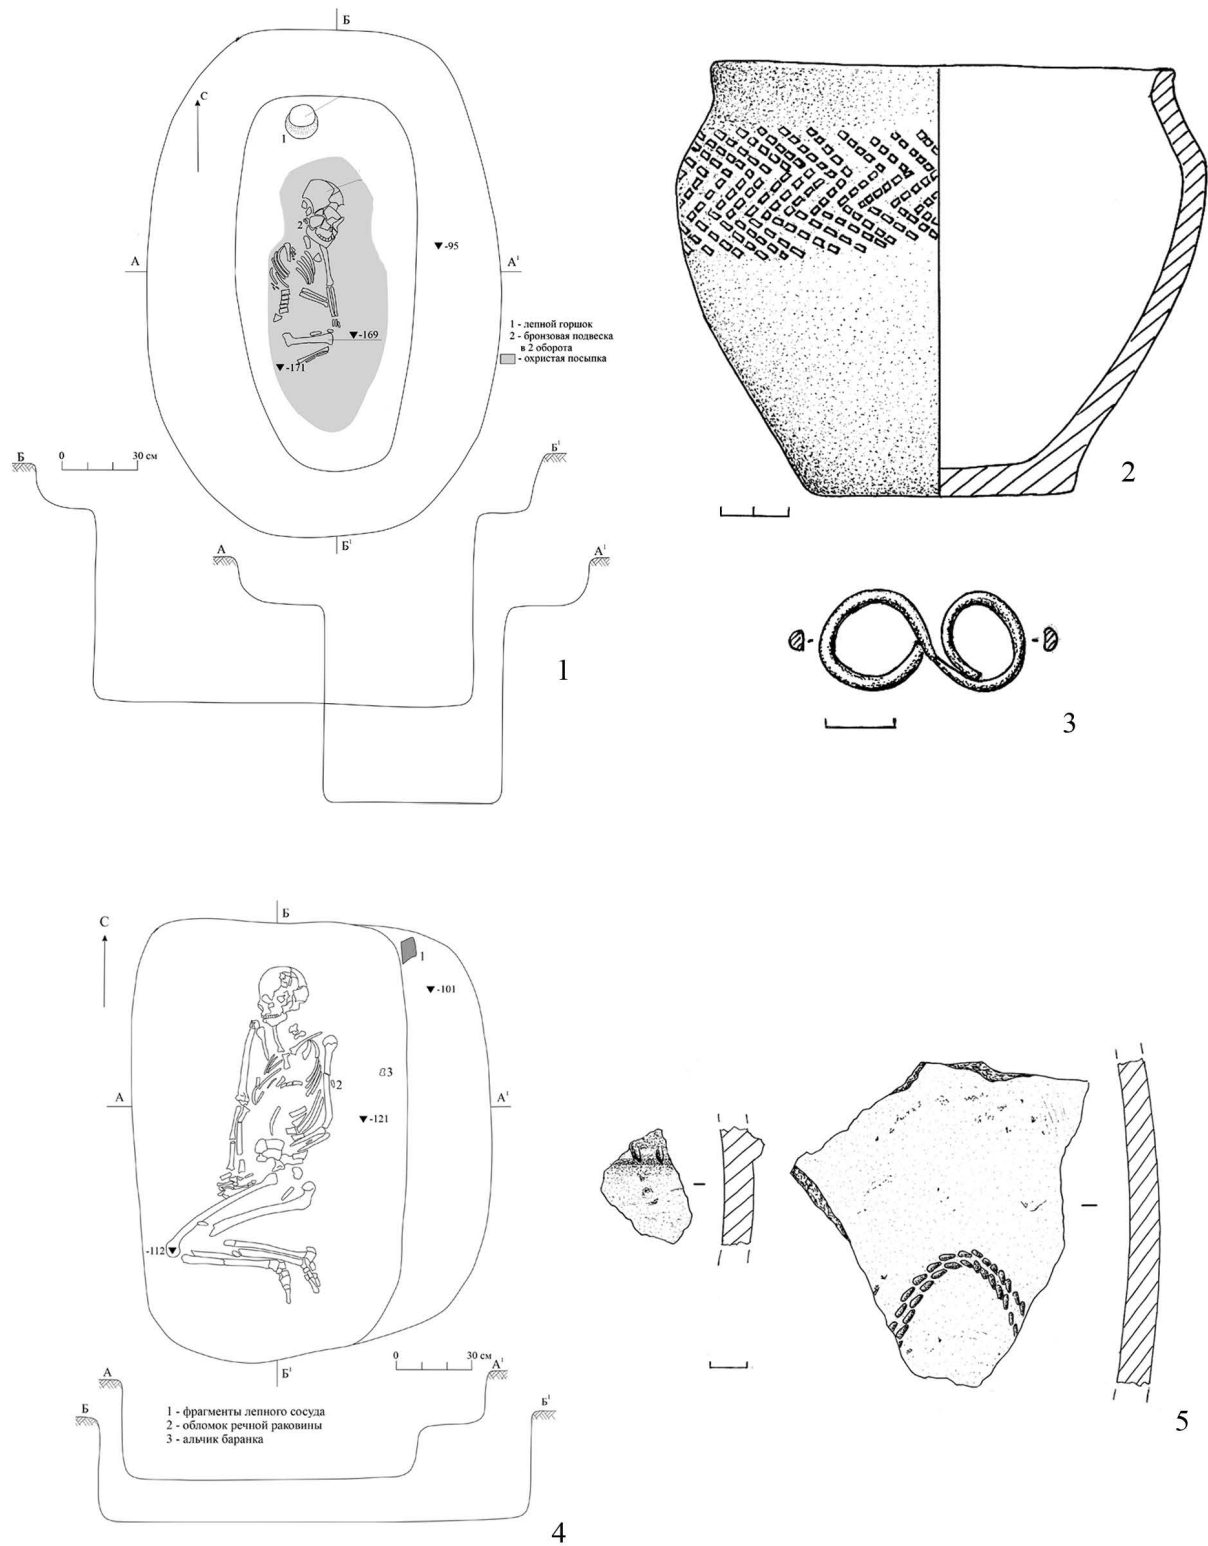 Б
С
1
2
-95
А
А¹
1 - лепной горшок
2 - бронзовая подвеска
в 2 оборота
- охристая посыпка
-169
-171
Б
0 30 см
Б¹
Б¹
А
А¹
1
2
3
С
Б
1
-101
3
2
А
А¹
-121
-112
0 30 см
Б¹
А
А¹
Б
Б¹
1 - фрагменты лепного сосуда
2 - обломок речной раковины
3 - альчик баранка
4
5